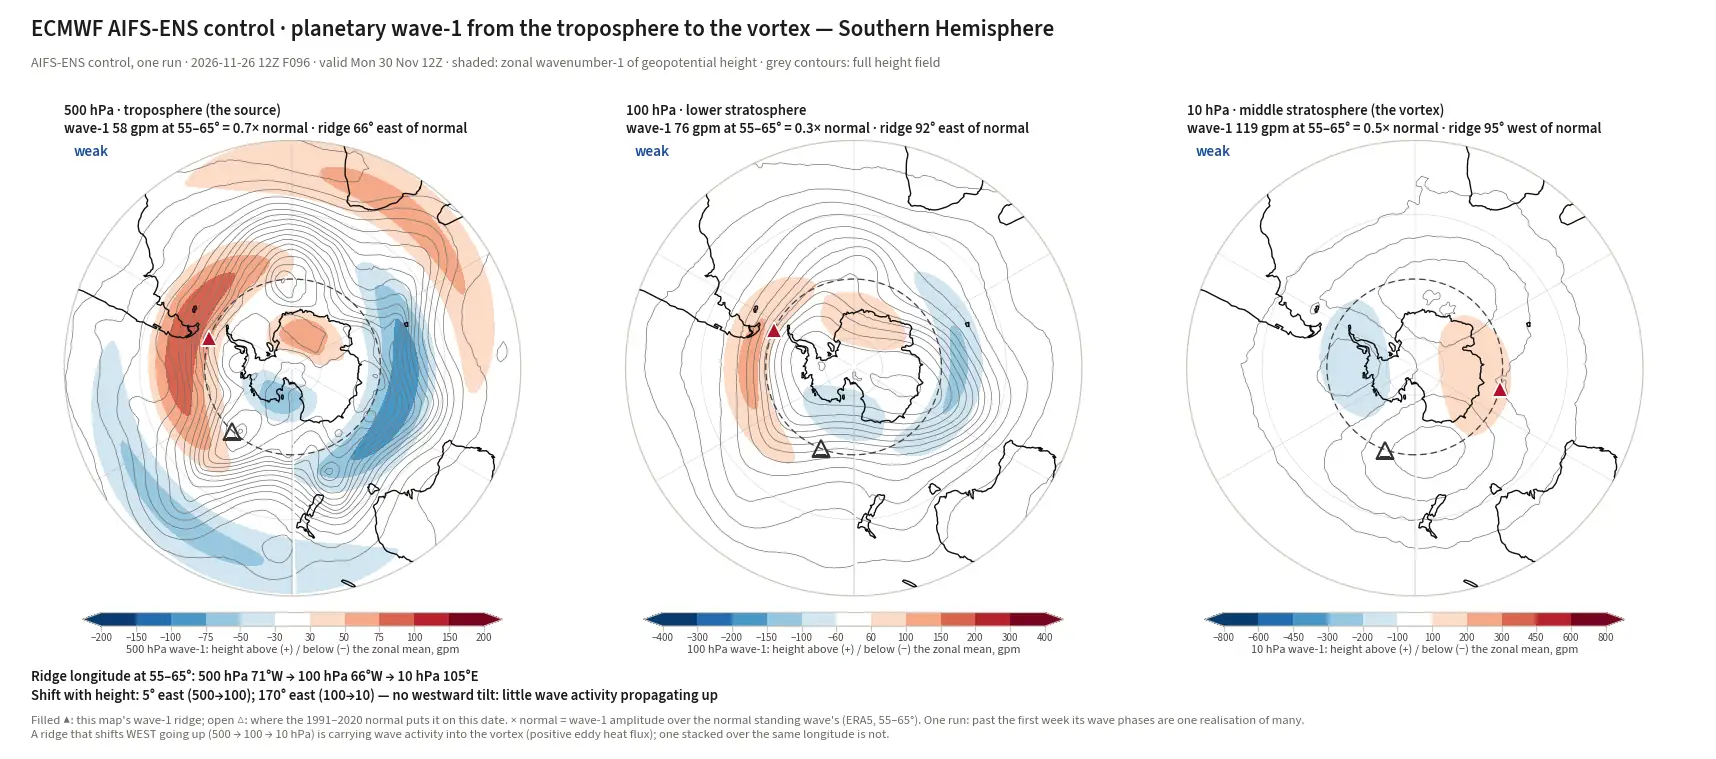 ECMWF AIFS-ENS control · planetary wave-1 from the troposphere to the vortex — Southern Hemisphere
AIFS-ENS control, one run · 2026-11-26 12Z F096 · valid Mon 30 Nov 12Z · shaded: zonal wavenumber-1 of geopotential height · grey contours: full height field
500 hPa · troposphere (the source)
wave-1 58 gpm at 55–65° = 0.7× normal · ridge 66° east of normal
weak
100 hPa · lower stratosphere
wave-1 76 gpm at 55–65° = 0.3× normal · ridge 92° east of normal
weak
10 hPa · middle stratosphere (the vortex)
wave-1 119 gpm at 55–65° = 0.5× normal · ridge 95° west of normal
weak
−200 −150 −100 −75 −50 −30 30 50 75 100 150 200
500 hPa wave-1: height above (+) / below (−) the zonal mean, gpm
−400 −300 −200 −150 −100 −60 60 100 150 200 300 400
100 hPa wave-1: height above (+) / below (−) the zonal mean, gpm
−800 −600 −450 −300 −200 −100 100 200 300 450 600 800
10 hPa wave-1: height above (+) / below (−) the zonal mean, gpm
Ridge longitude at 55–65°: 500 hPa 71°W → 100 hPa 66°W → 10 hPa 105°E
Shift with height: 5° east (500→100); 170° east (100→10) — no westward tilt: little wave activity propagating up
Filled ▲: this map's wave-1 ridge; open △: where the 1991–2020 normal puts it on this date. × normal = wave-1 amplitude over the normal standing wave's (ERA5, 55–65°). One run: past the first week its wave phases are one realisation of many.
A ridge that shifts WEST going up (500 → 100 → 10 hPa) is carrying wave activity into the vortex (positive eddy heat flux); one stacked over the same longitude is not.